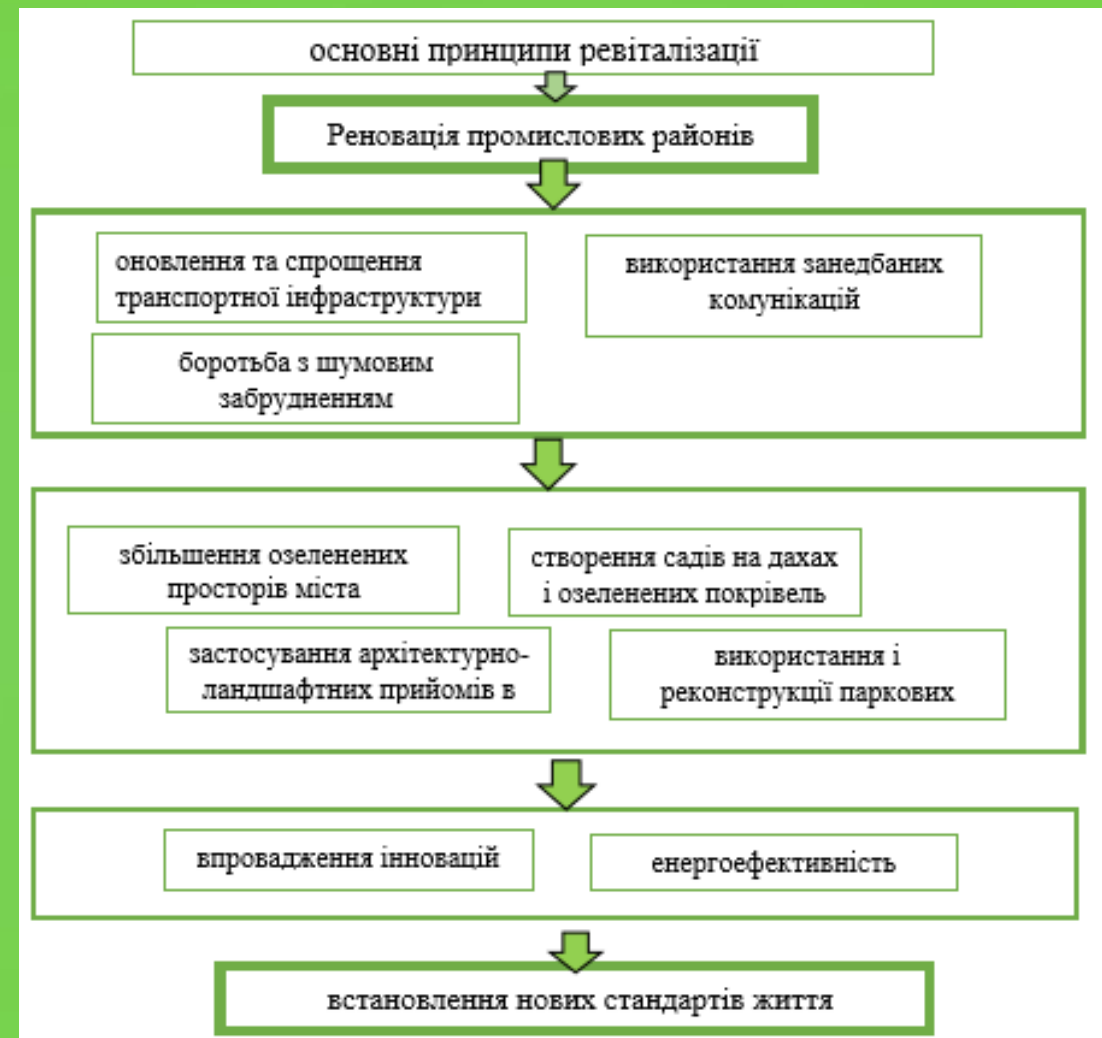 основні принципи ревіталізації
Реновація промислових районів
оновлення та спрощення
транспортної інфраструктури
використання занедбаних
комунікацій
боротьба з шумовим
забрудненням
збільшення озеленених
просторів міста
створення садів на дахах
і озеленених покрівель
застосування архітектурно-
ландшафтних прийомів в
використання і
реконструкції паркових
впровадження інновацій
енергоефективність
встановлення нових стандартів життя